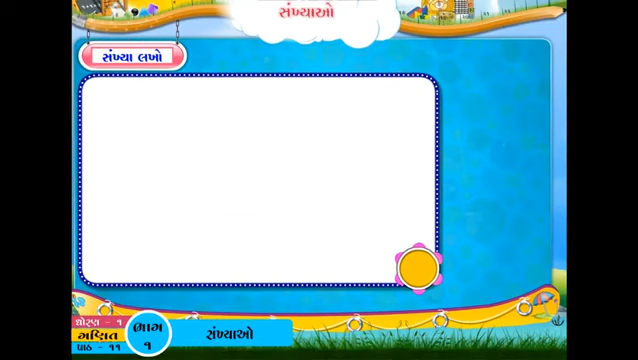 સંખ્યાઓ
સંખ્યા લખો
ધોરણ - ૧
ગણિત
પાઠ - ૧૧
ભાગ
૧
સંખ્યાઓ